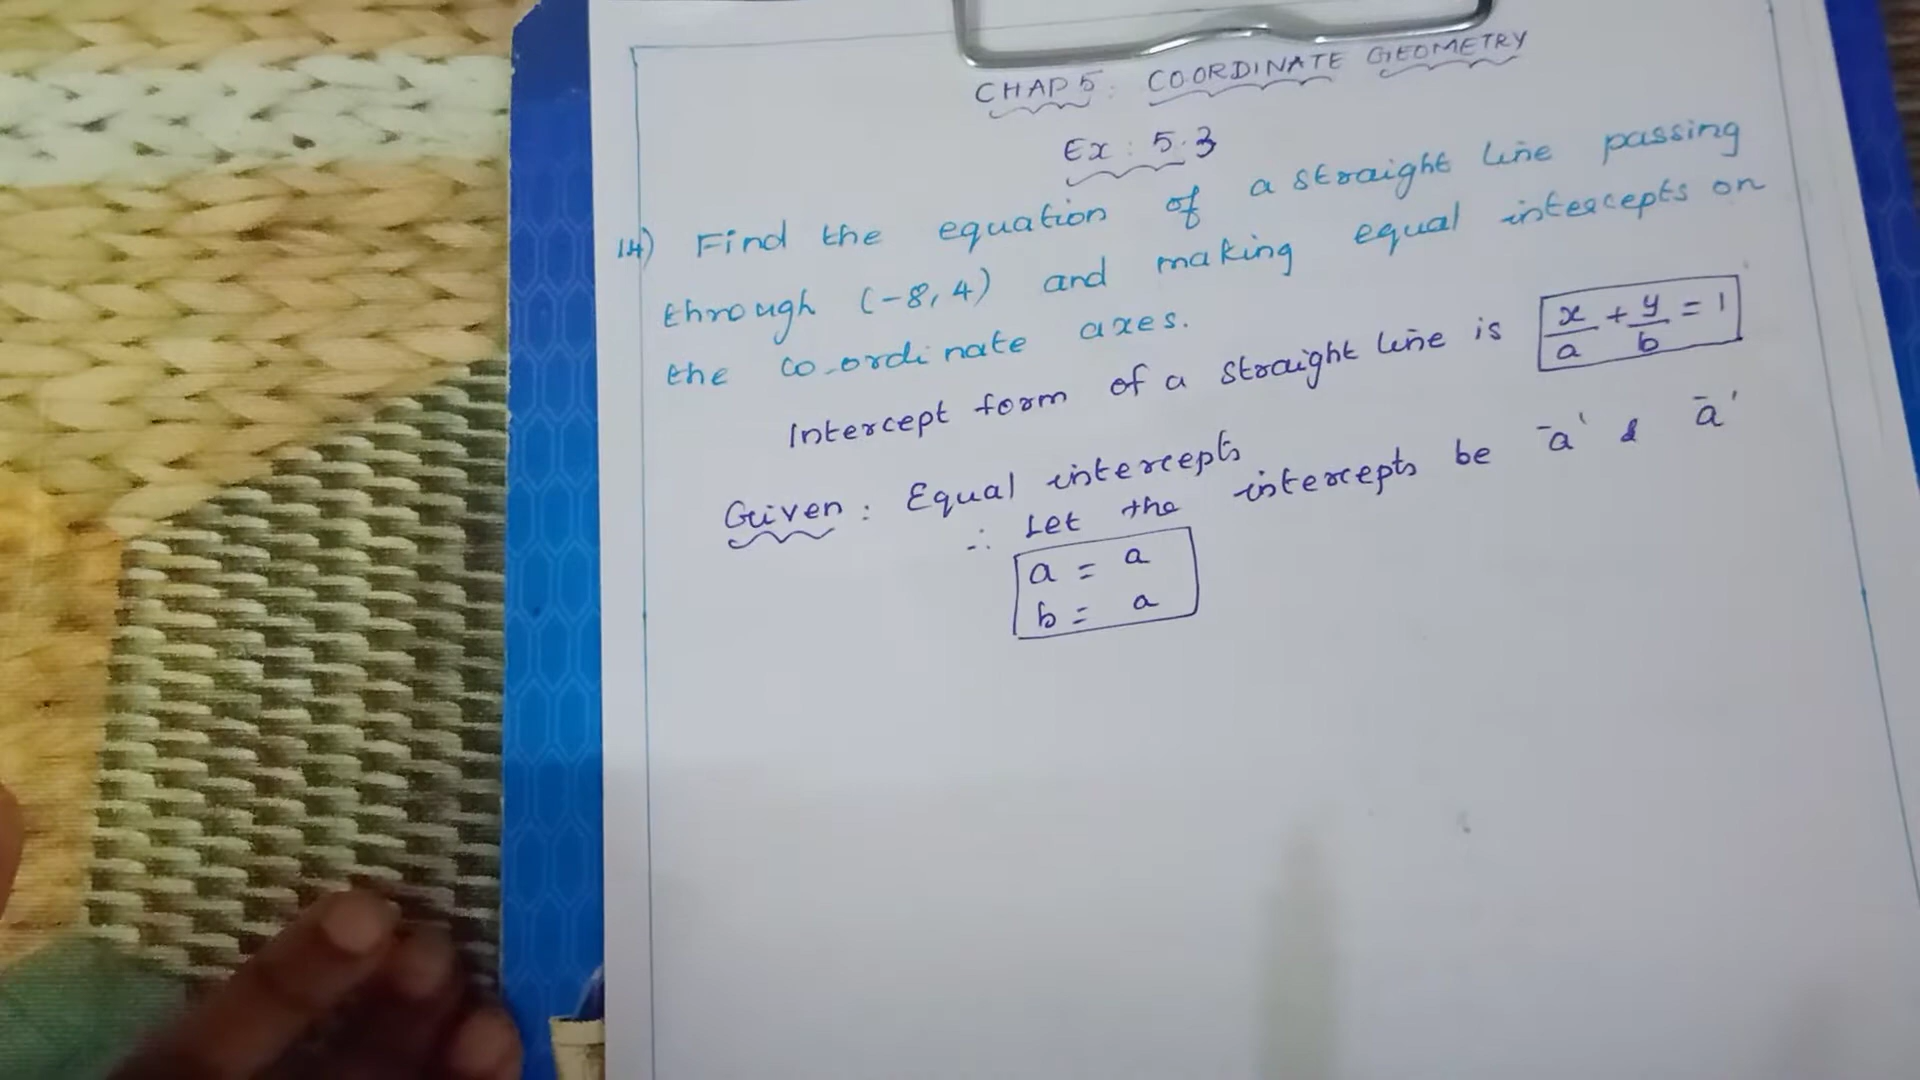 CHAP 5: COORDINATE GEOMETRY
Ex: 5.3
14) Find the equation of a straight line passing
through (-8, 4) and making equal intercepts on
the co-ordinate axes.
Intercept form of a straight line is x/a + y/b = 1
Given: Equal intercepts
∴ Let the intercepts be 'a' & 'a'
a = a
b = a